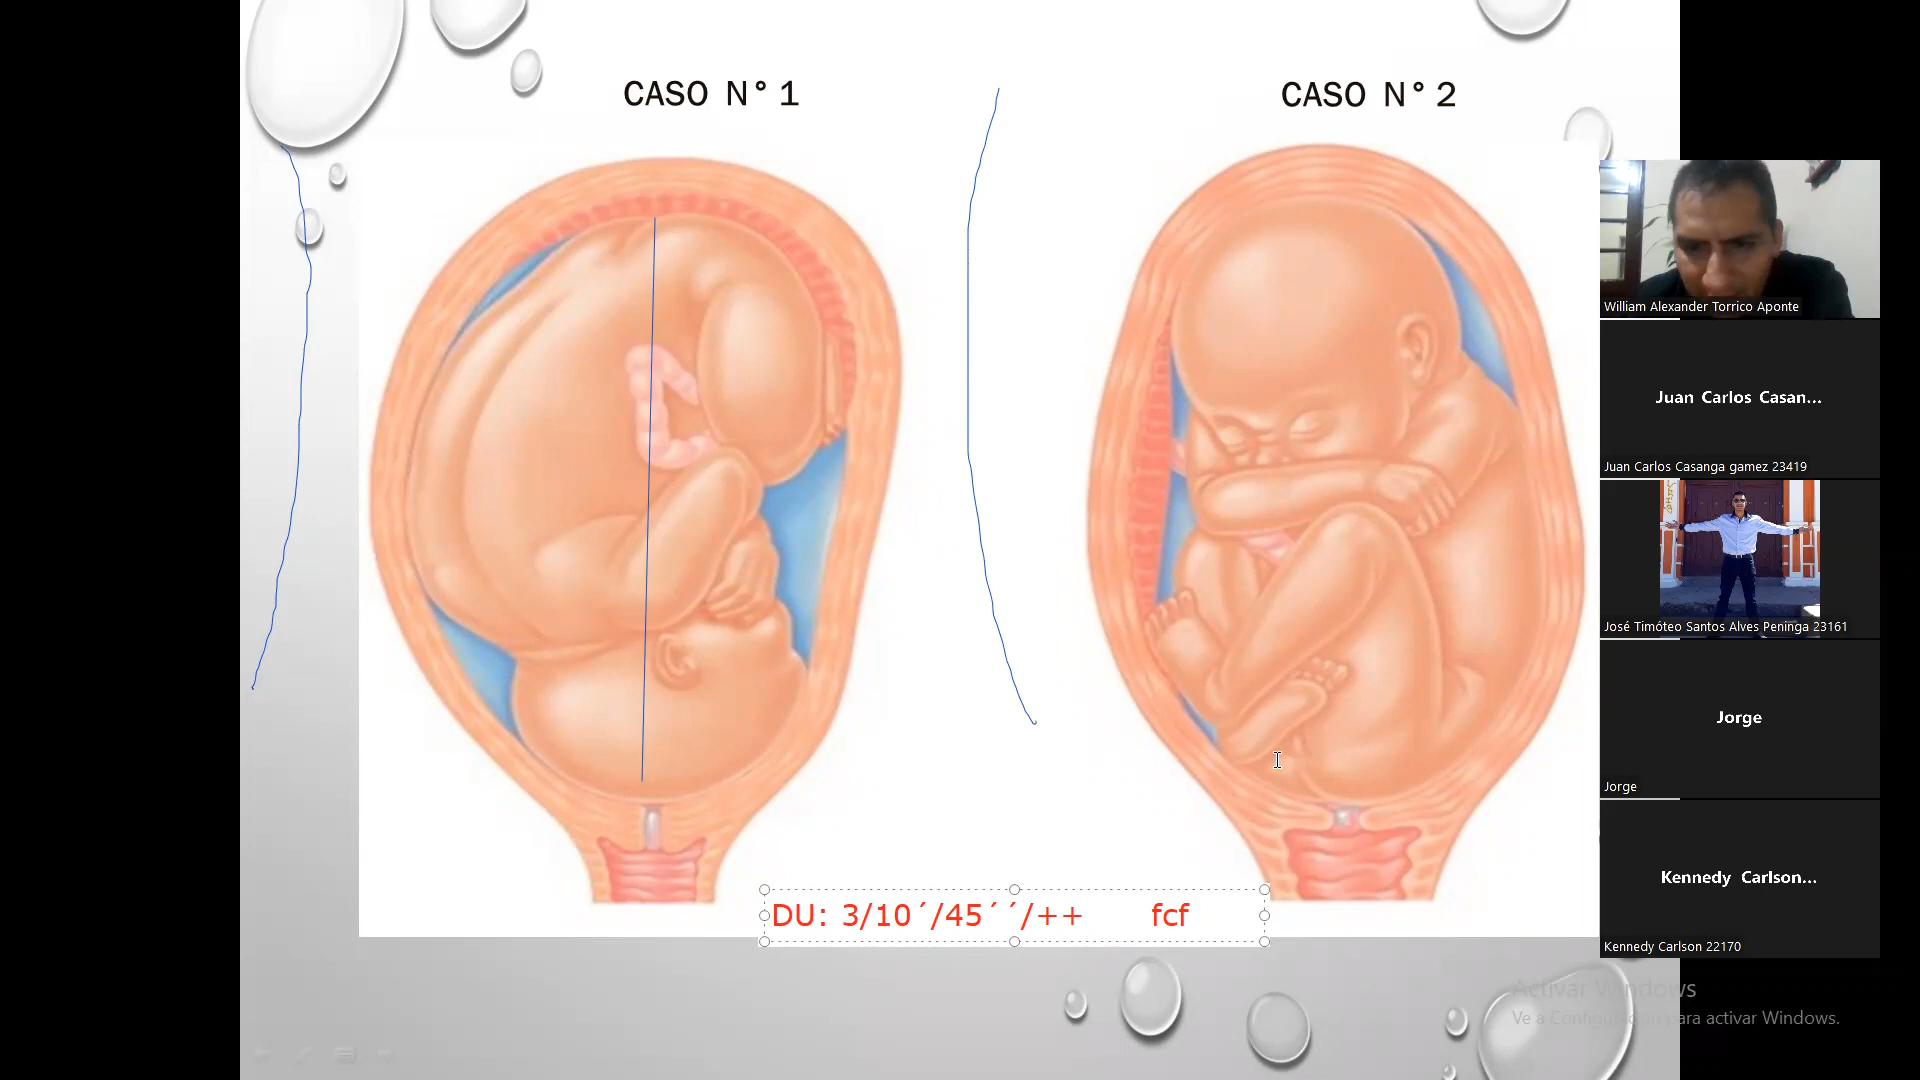 CASO N° 1
CASO N° 2
William Alexander Torrico Aponte
Juan Carlos Casan...
Juan Carlos Casanga gamez 23419
José Timóteo Santos Alves Peninga 23161
Jorge
Jorge
Kennedy Carlson...
Kennedy Carlson 22170
DU: 3/10´/45´´/++ fcf
Activar Windows
Ve a Configuración para activar Windows.